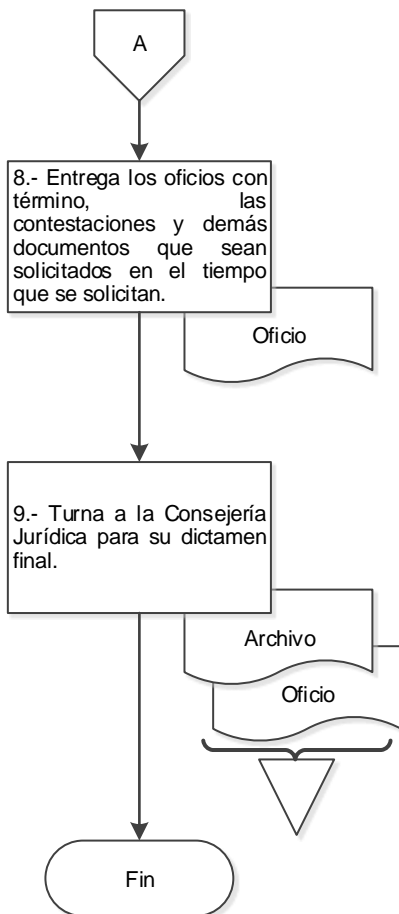 A
8.- Entrega los oficios con
término, las
contestaciones y demás
documentos que sean
solicitados en el tiempo
que se solicitan.
Oficio
9.- Turna a la Consejería
Jurídica para su dictamen
final.
Archivo
Oficio
Fin